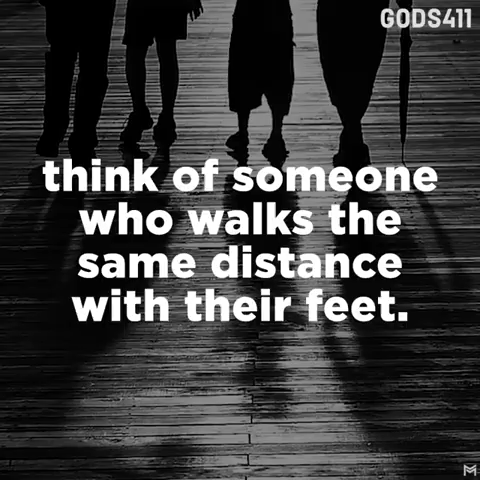 GODS411
think of someone
who walks the
same distance
with their feet.